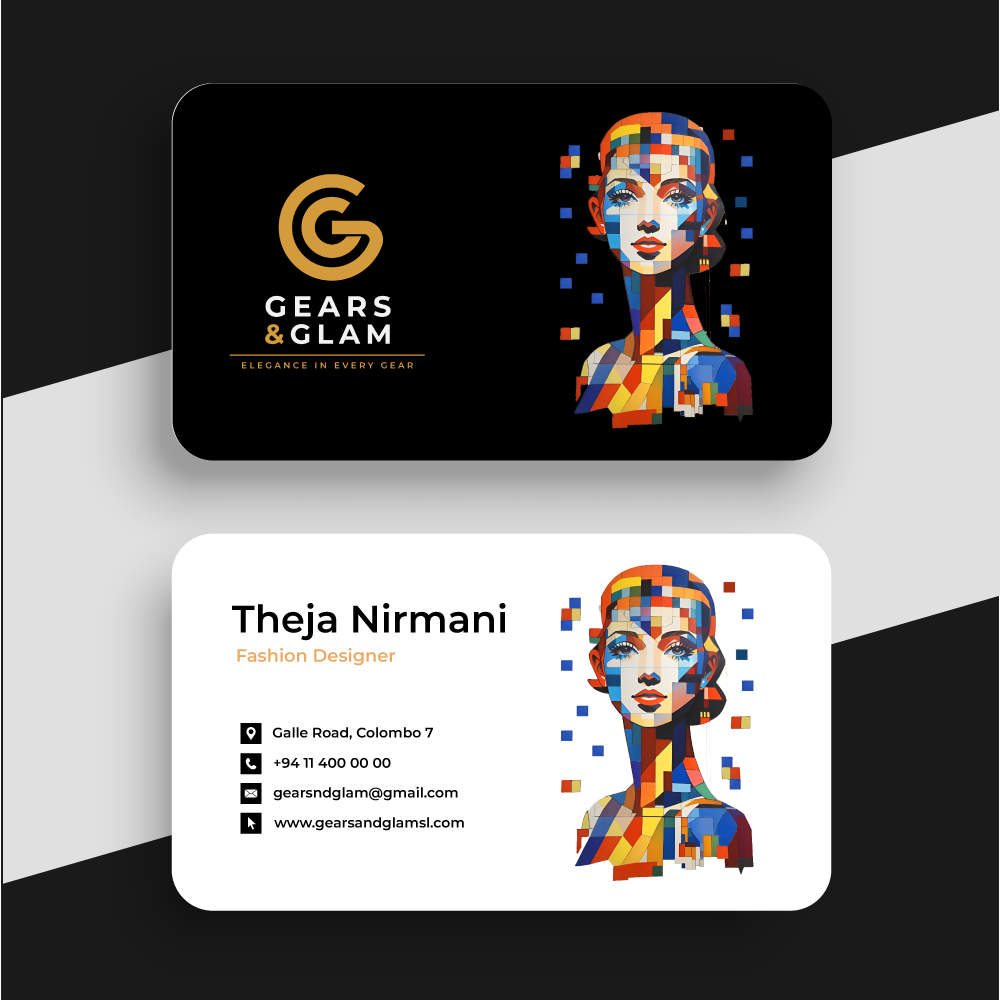 GEARS
&GLAM
ELEGANCE IN EVERY GEAR
Theja Nirmani
Fashion Designer
Galle Road, Colombo 7
+94 11 400 00 00
gearsndglam@gmail.com
www.gearsandglamsl.com